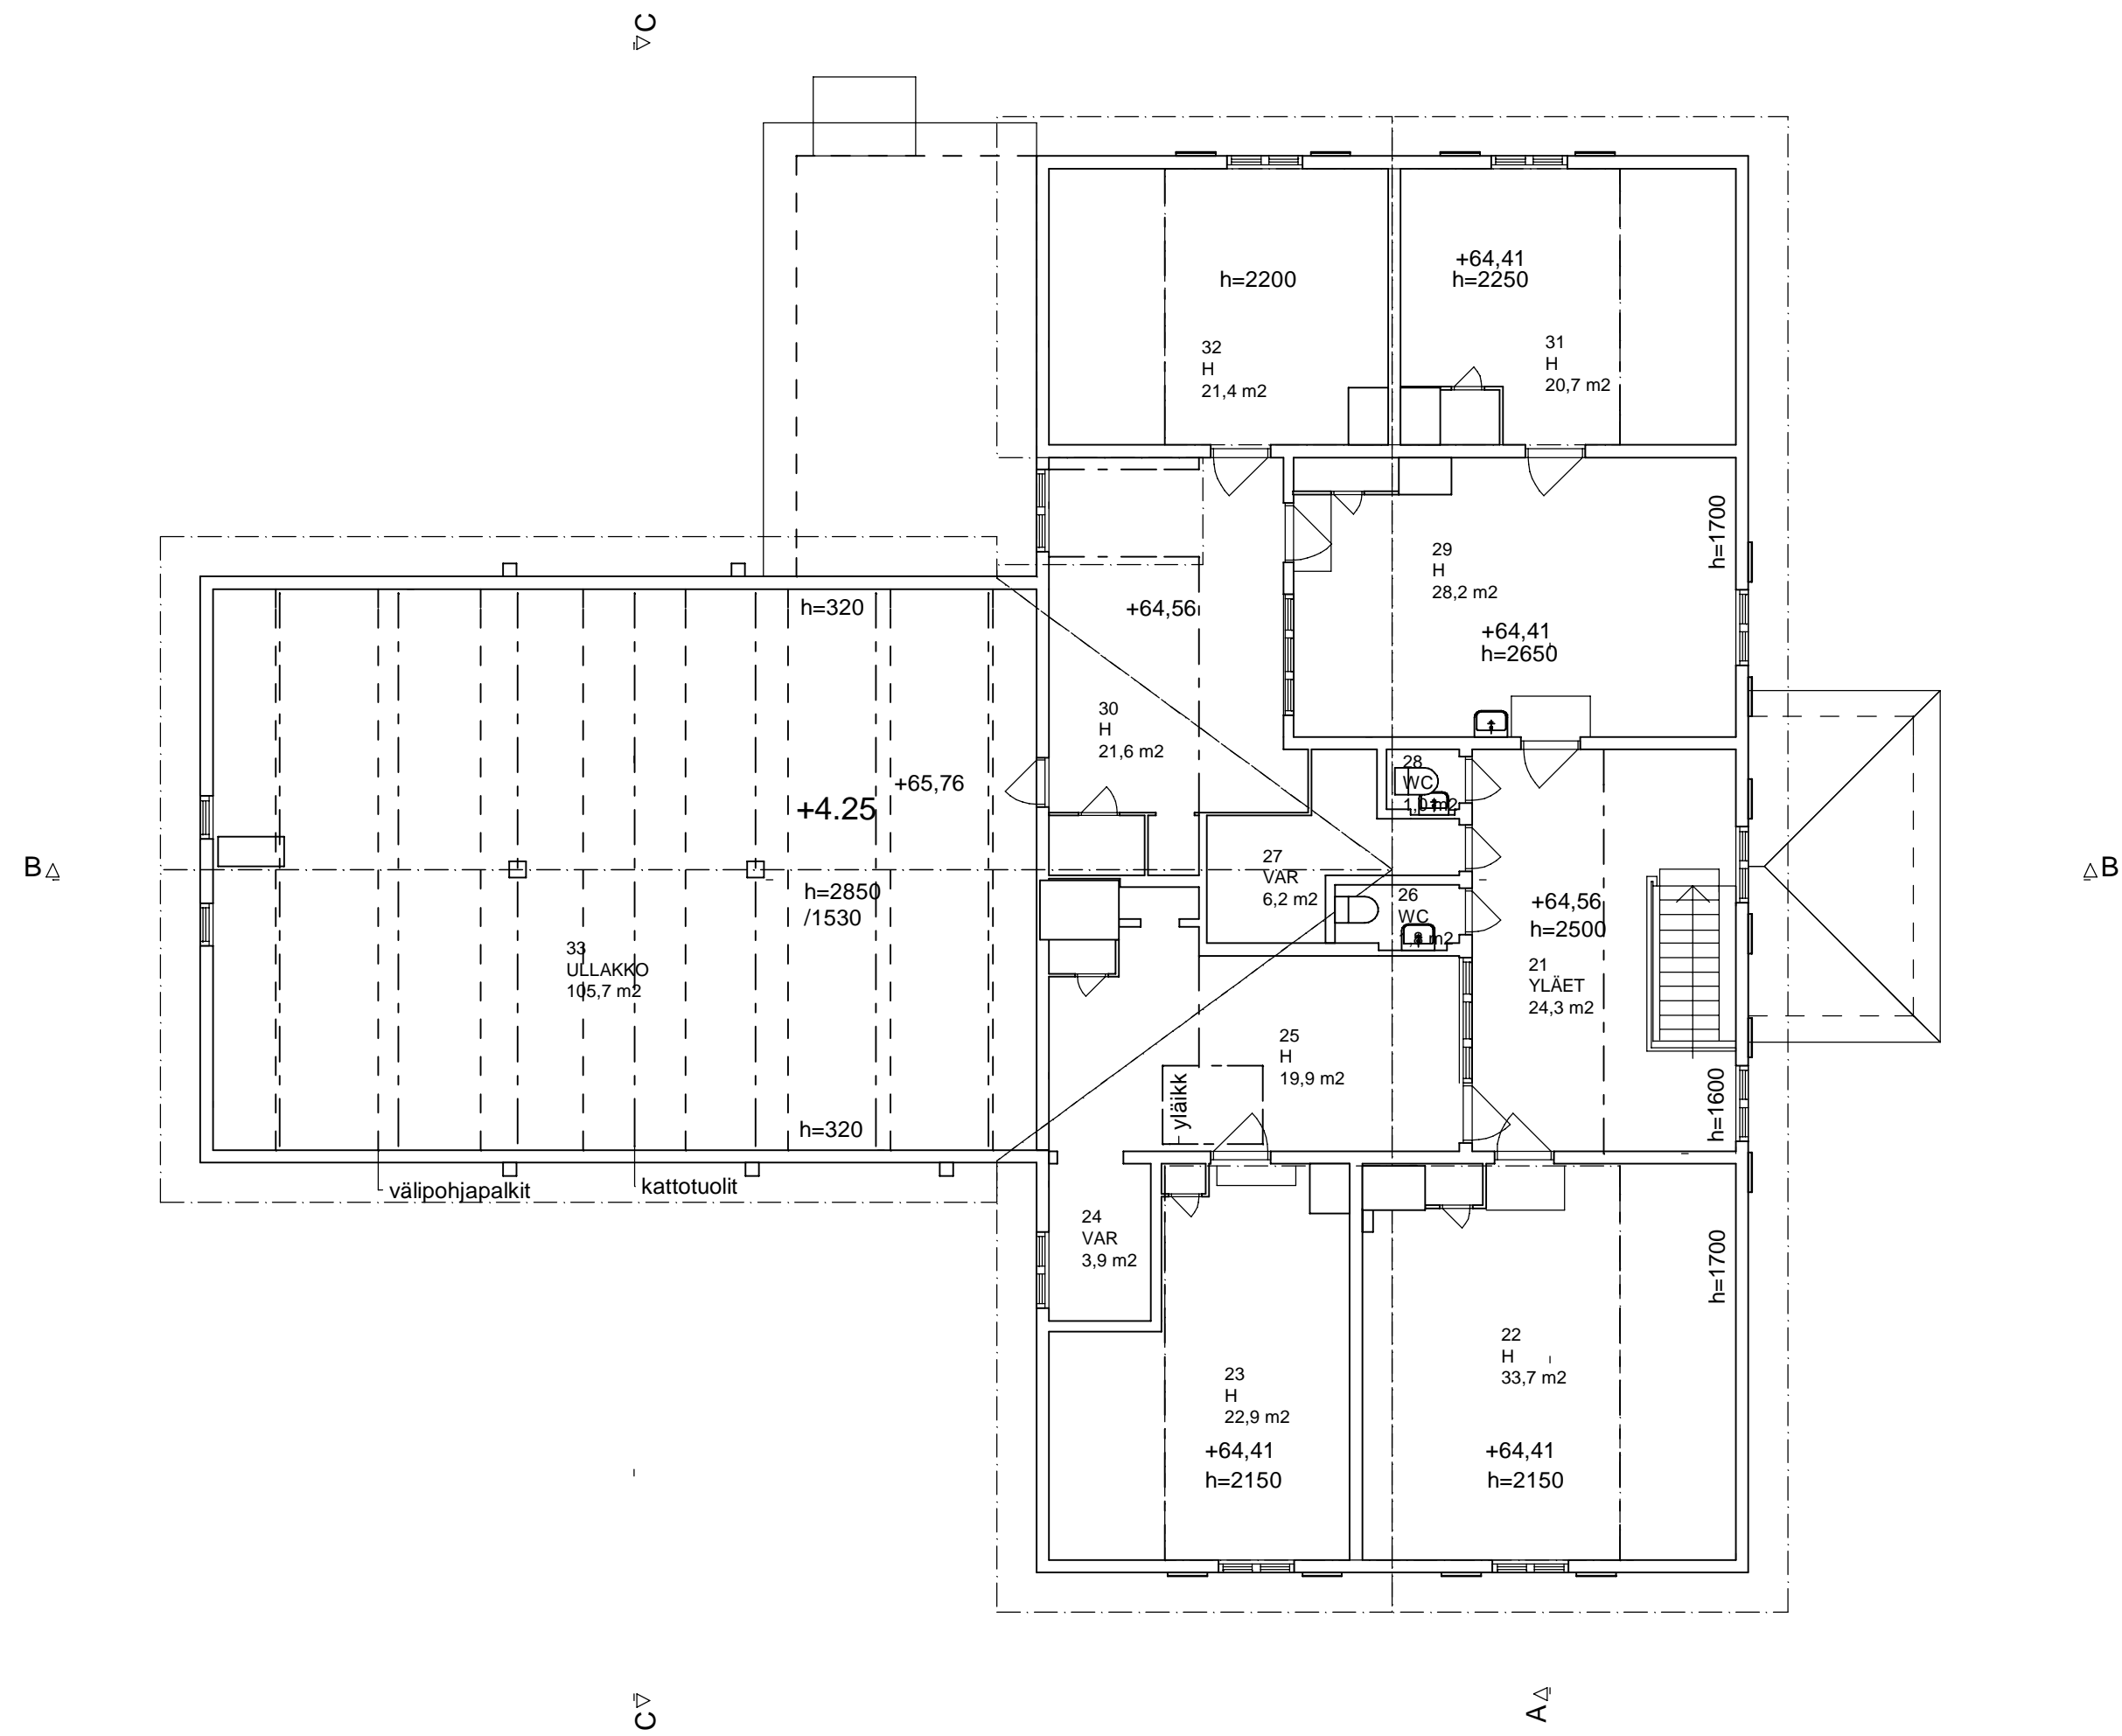 C
h=2200
+64,41
h=2250
32
H
21,4 m2
31
H
20,7 m2
h=1700
29
H
28,2 m2
+64,41
h=2650
h=320
+64,56
30
H
21,6 m2
28
WC
1,0 m2
+65,76
+4.25
B
h=2850
/1530
27
VAR
6,2 m2
26
WC
m2
+64,56
h=2500
B
33
ULLAKKO
105,7 m2
21
YLÄET
24,3 m2
25
H
19,9 m2
yläikk
h=1600
h=320
välipohjapalkit
kattotuolit
24
VAR
3,9 m2
h=1700
22
H
33,7 m2
23
H
22,9 m2
+64,41
h=2150
+64,41
h=2150
C
A